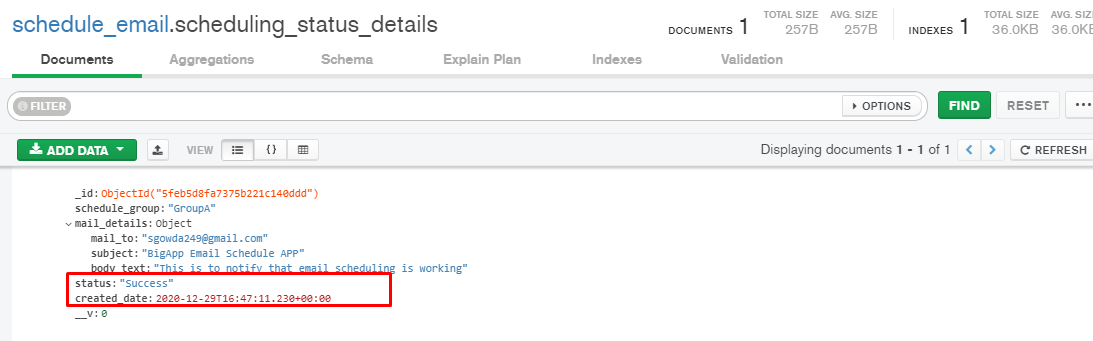 schedule_email.scheduling_status_details
DOCUMENTS 1 TOTAL SIZE 257B AVG. SIZE 257B INDEXES 1 TOTAL SIZE 36.0KB AVG. SIZE 36.0KB
Documents Aggregations Schema Explain Plan Indexes Validation
FILTER OPTIONS FIND RESET ...
ADD DATA VIEW {} Displaying documents 1 - 1 of 1 < > REFRESH
_id: ObjectId("5feb5d8fa7375b221c140ddd")
schedule_group: "GroupA"
mail_details: Object
mail_to: "sgowda249@gmail.com"
subject: "BigApp Email Schedule APP"
body_text: "This is to notify that email scheduling is working"
status: "Success"
created_date: 2020-12-29T16:47:11.230+00:00
__v: 0